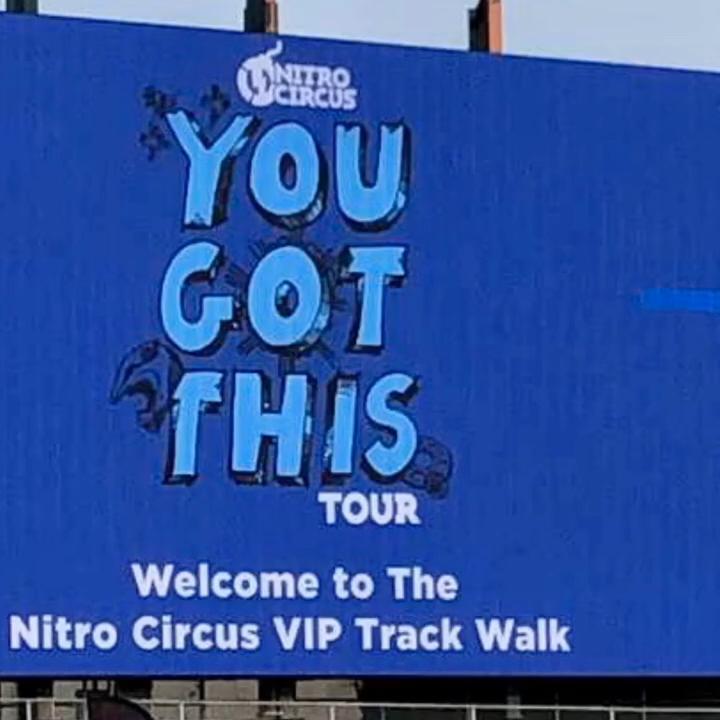 NITRO
CIRCUS
YOU
GOT
THIS
TOUR
Welcome to The
Nitro Circus VIP Track Walk